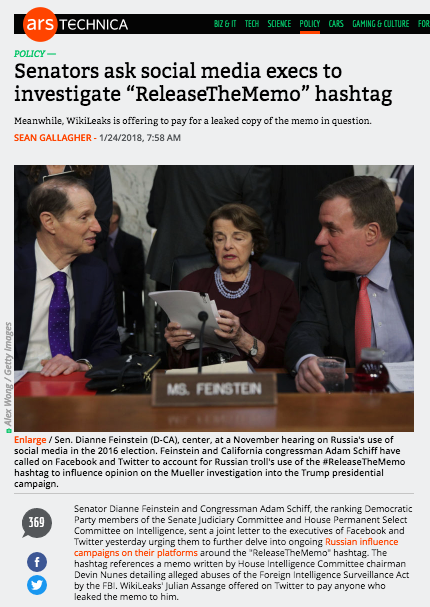 ars TECHNICA
BIZ & IT TECH SCIENCE POLICY CARS GAMING & CULTURE FOR
POLICY —
Senators ask social media execs to
investigate “ReleaseTheMemo” hashtag
Meanwhile, WikiLeaks is offering to pay for a leaked copy of the memo in question.
SEAN GALLAGHER - 1/24/2018, 7:58 AM
Alex Wong / Getty Images
MS. FEINSTEIN
Enlarge / Sen. Dianne Feinstein (D-CA), center, at a November hearing on Russia's use of
social media in the 2016 election. Feinstein and California congressman Adam Schiff have
called on Facebook and Twitter to account for Russian troll's use of the #ReleaseTheMemo
hashtag to influence opinion on the Mueller investigation into the Trump presidential
campaign.
369
Senator Dianne Feinstein and Congressman Adam Schiff, the ranking Democratic
Party members of the Senate Judiciary Committee and House Permanent Select
Committee on Intelligence, sent a joint letter to the executives of Facebook and
Twitter yesterday urging them to further delve into ongoing Russian influence
campaigns on their platforms around the "ReleaseTheMemo" hashtag. The
hashtag references a memo written by House Intelligence Committee chairman
Devin Nunes detailing alleged abuses of the Foreign Intelligence Surveillance Act
by the FBI. WikiLeaks' Julian Assange offered on Twitter to pay anyone who
leaked the memo to him.